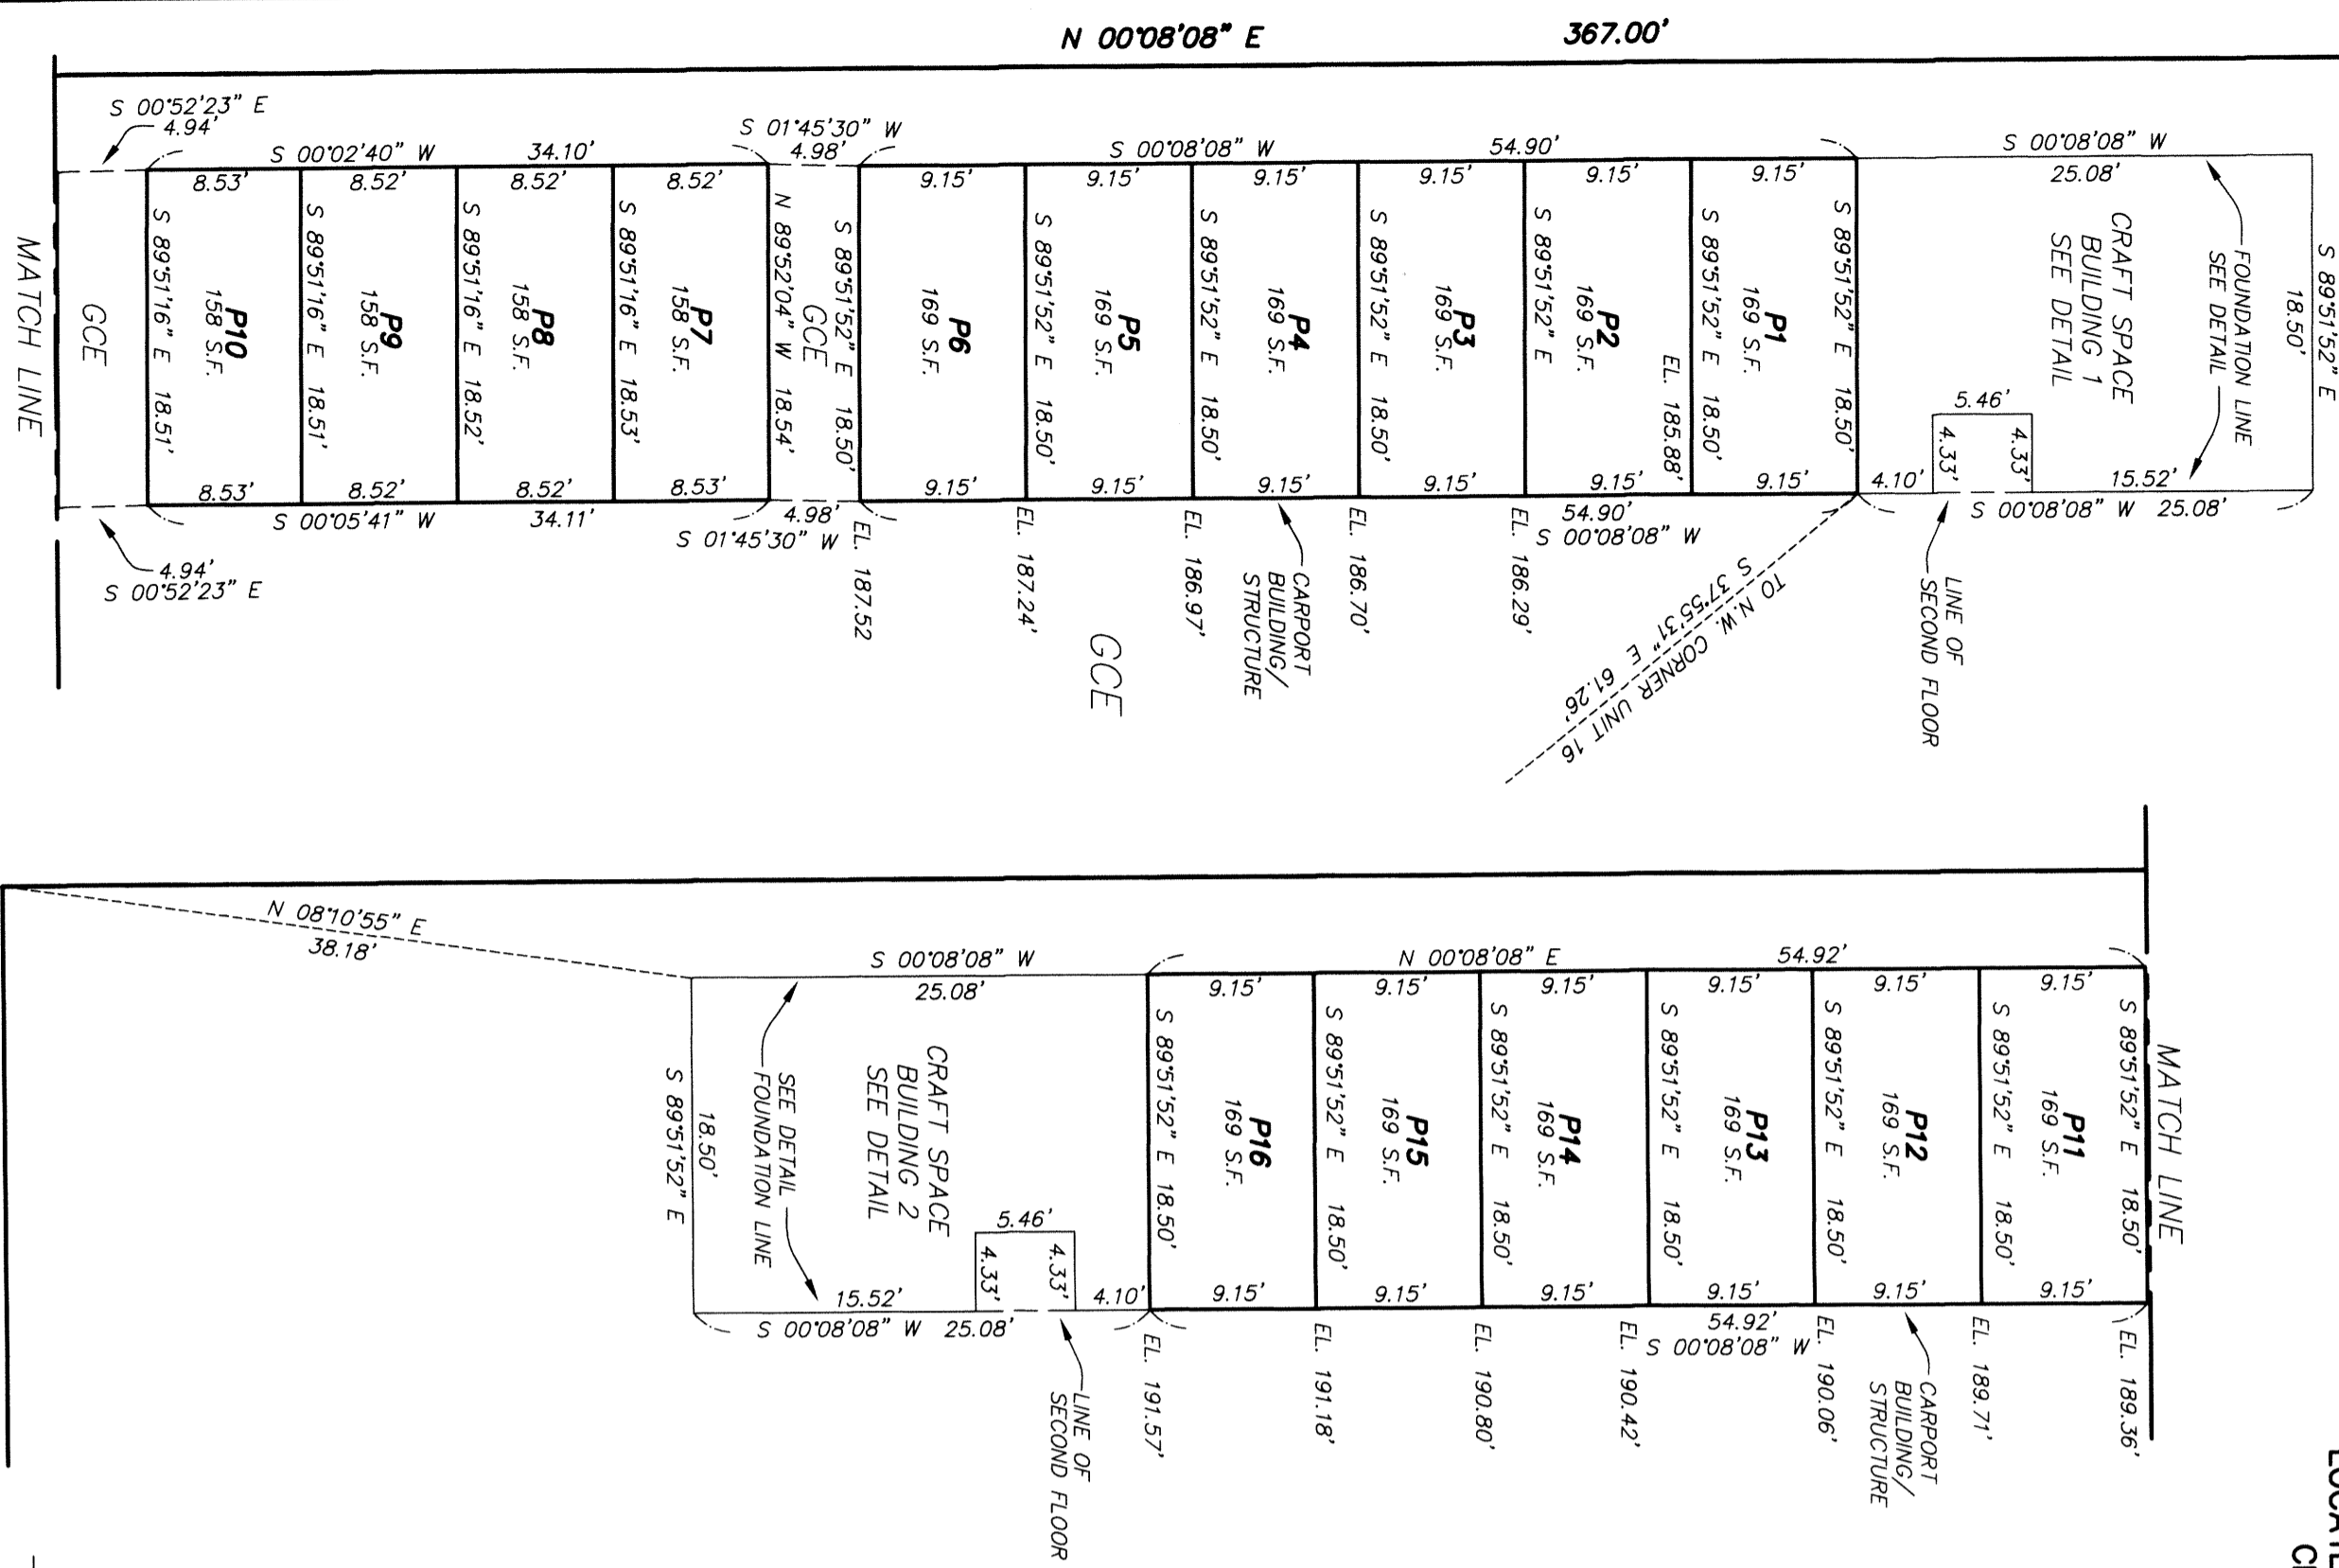 N 00°08'08" E 367.00'
S 00°52'23" E
4.94'
S 00°02'40" W 34.10'
S 01°45'30" W
4.98'
S 00°08'08" W 54.90'
S 00°08'08" W
25.08'
S 89°51'52" E
18.50'
8.53' 8.52' 8.52' 8.52'
9.15' 9.15' 9.15' 9.15' 9.15' 9.15'
MATCH LINE
GCE
S 89°51'16" E 18.51'
P10
158 S.F.
S 89°51'16" E 18.51'
P9
158 S.F.
S 89°51'16" E 18.52'
P8
158 S.F.
S 89°51'16" E 18.53'
P7
158 S.F.
N 89°52'04" W 18.54'
GCE
S 89°51'52" E 18.50'
P6
169 S.F.
S 89°51'52" E 18.50'
P5
169 S.F.
S 89°51'52" E 18.50'
P4
169 S.F.
S 89°51'52" E 18.50'
P3
169 S.F.
S 89°51'52" E
P2
169 S.F.
EL. 185.88'
S 89°51'52" E 18.50'
P1
169 S.F.
S 89°51'52" E 18.50'
CRAFT SPACE
BUILDING 1
SEE DETAIL
FOUNDATION LINE
SEE DETAIL
5.46'
4.33'
4.33'
8.53' 8.52' 8.52' 8.53'
9.15' 9.15' 9.15' 9.15' 9.15' 9.15'
4.10'
15.52'
S 00°08'08" W 25.08'
S 00°05'41" W 34.11'
4.98'
S 01°45'30" W
54.90'
S 00°08'08" W
4.94'
S 00°52'23" E
EL. 187.52
EL. 187.24'
EL. 186.97'
EL. 186.70'
EL. 186.29'
GCE
CARPORT
BUILDING/
STRUCTURE
S 37°55'31" E 61.26'
TO N.W. CORNER UNIT 16
LINE OF
SECOND FLOOR
N 08°10'55" E
38.18'
S 00°08'08" W
25.08'
N 00°08'08" E 54.92'
9.15' 9.15' 9.15' 9.15' 9.15' 9.15'
S 89°51'52" E
18.50'
SEE DETAIL
FOUNDATION LINE
CRAFT SPACE
BUILDING 2
SEE DETAIL
5.46'
4.33'
4.33'
S 89°51'52" E 18.50'
P16
169 S.F.
S 89°51'52" E 18.50'
P15
169 S.F.
S 89°51'52" E 18.50'
P14
169 S.F.
S 89°51'52" E 18.50'
P13
169 S.F.
S 89°51'52" E 18.50'
P12
169 S.F.
S 89°51'52" E 18.50'
P11
169 S.F.
S 89°51'52" E 18.50'
MATCH LINE
15.52'
4.10'
9.15' 9.15' 9.15' 9.15' 9.15' 9.15'
S 00°08'08" W 25.08'
54.92'
S 00°08'08" W
LINE OF
SECOND FLOOR
EL. 191.57'
EL. 191.18'
EL. 190.80'
EL. 190.42'
EL. 190.06'
EL. 189.71'
EL. 189.36'
CARPORT
BUILDING/
STRUCTURE